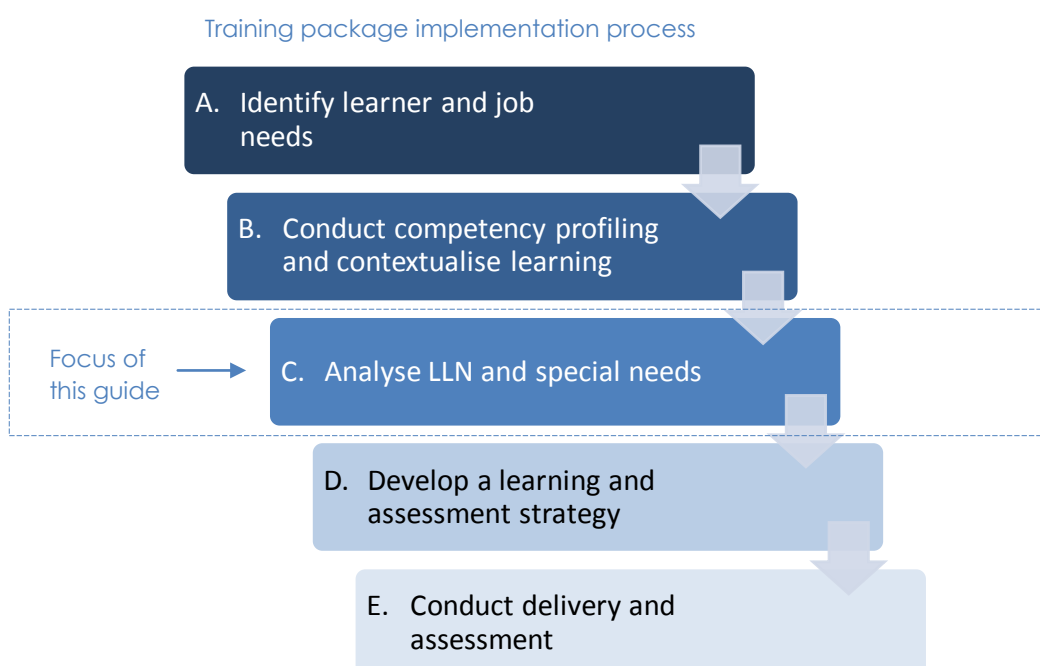 Training package implementation process
A. Identify learner and job
needs
B. Conduct competency profiling
and contextualise learning
Focus of
this guide
C. Analyse LLN and special needs
D. Develop a learning and
assessment strategy
E. Conduct delivery and
assessment